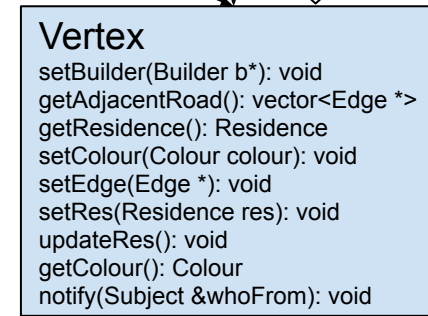 Vertex
setBuilder(Builder b*): void
getAdjacentRoad(): vector<Edge *>
getResidence(): Residence
setColour(Colour colour): void
setEdge(Edge *): void
setRes(Residence res): void
updateRes(): void
getColour(): Colour
notify(Subject &whoFrom): void